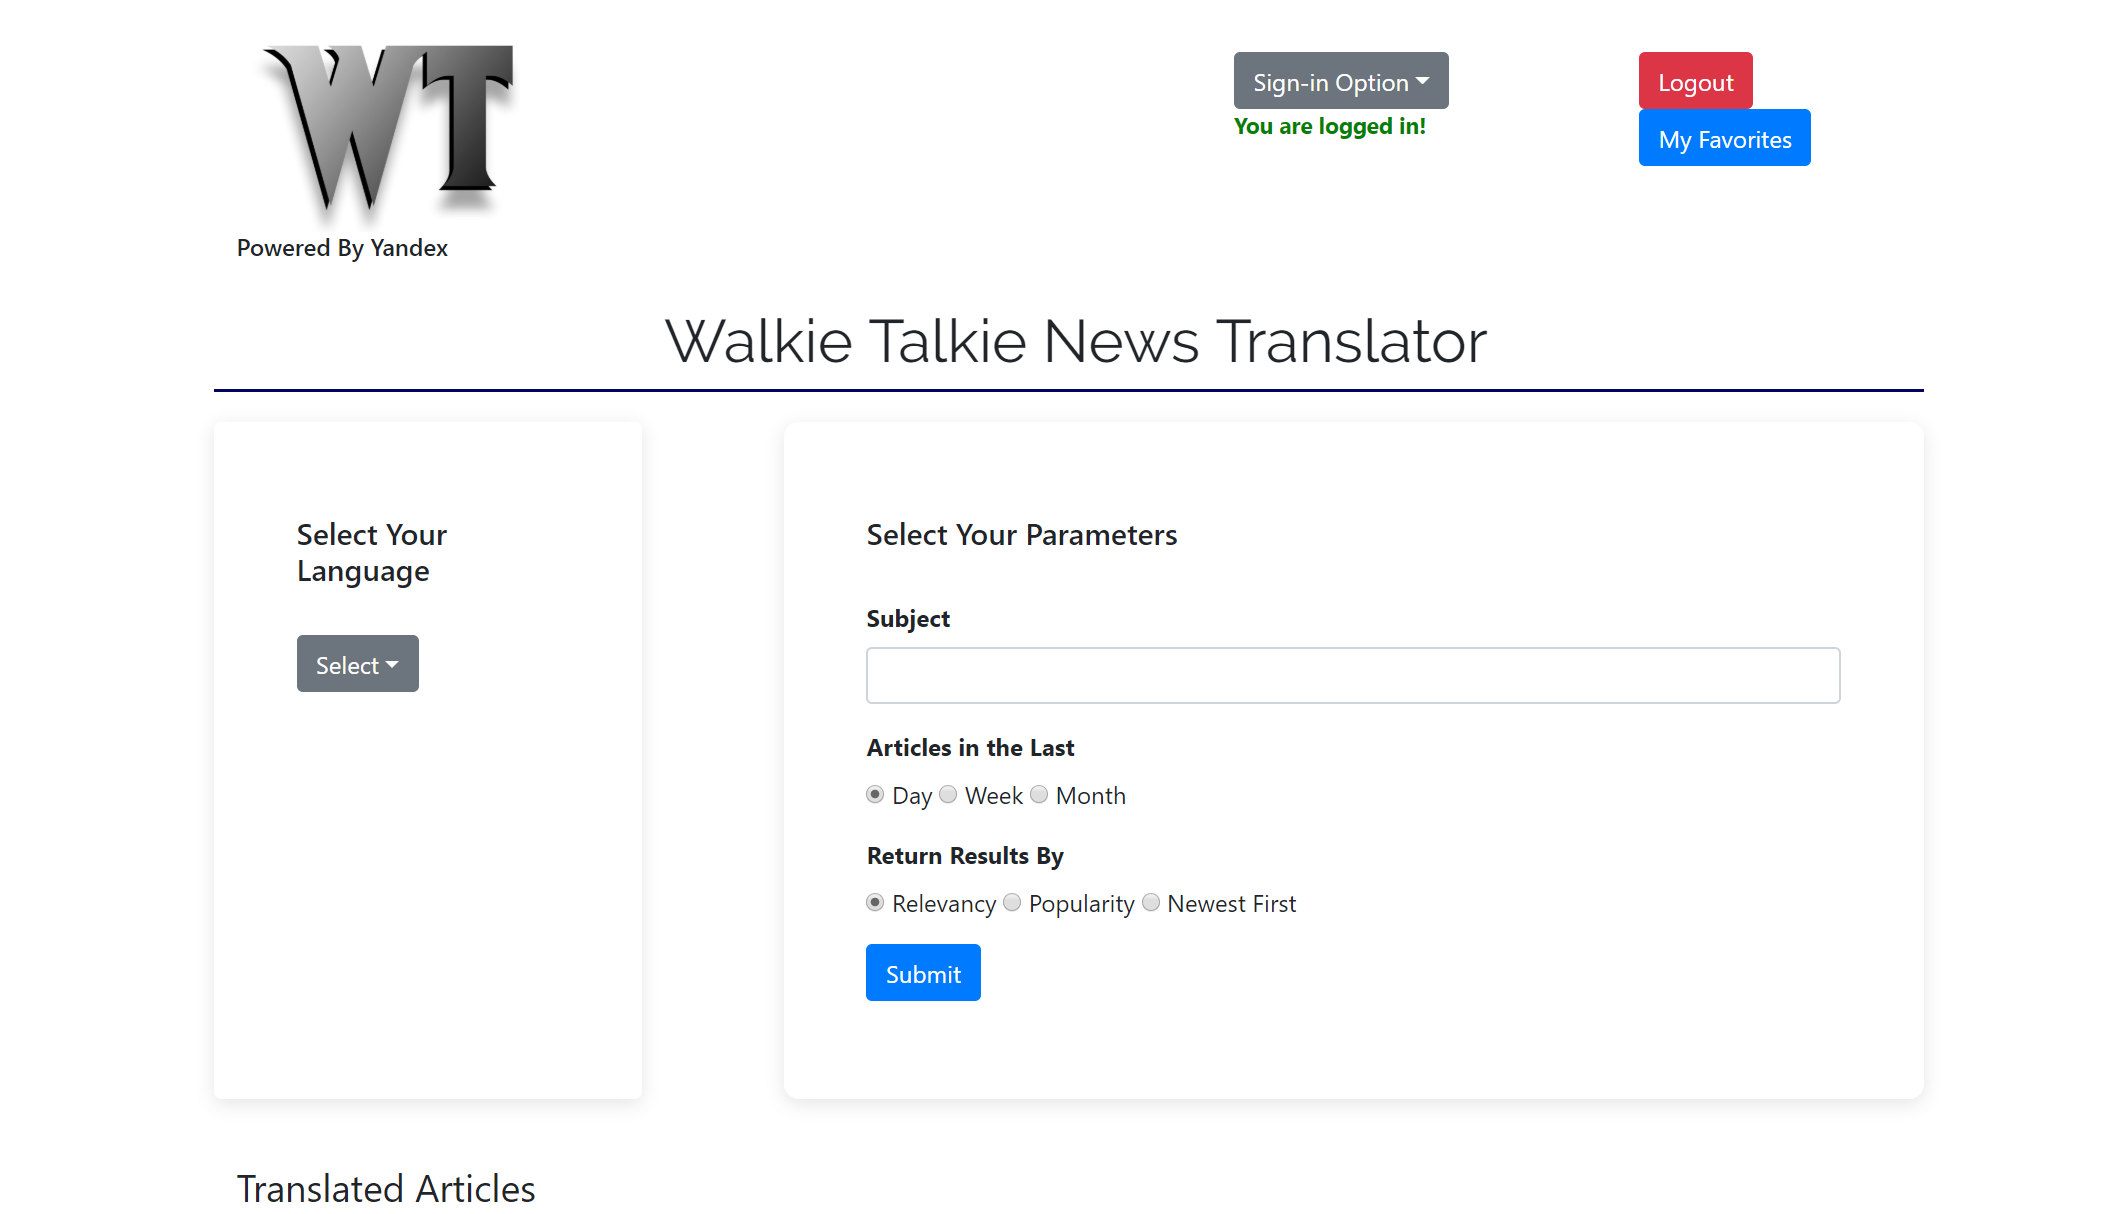 WT
Powered By Yandex
Sign-in Option
You are logged in!
Logout
My Favorites
Walkie Talkie News Translator
Select Your
Language
Select
Select Your Parameters
Subject
Articles in the Last
Day Week Month
Return Results By
Relevancy Popularity Newest First
Submit
Translated Articles